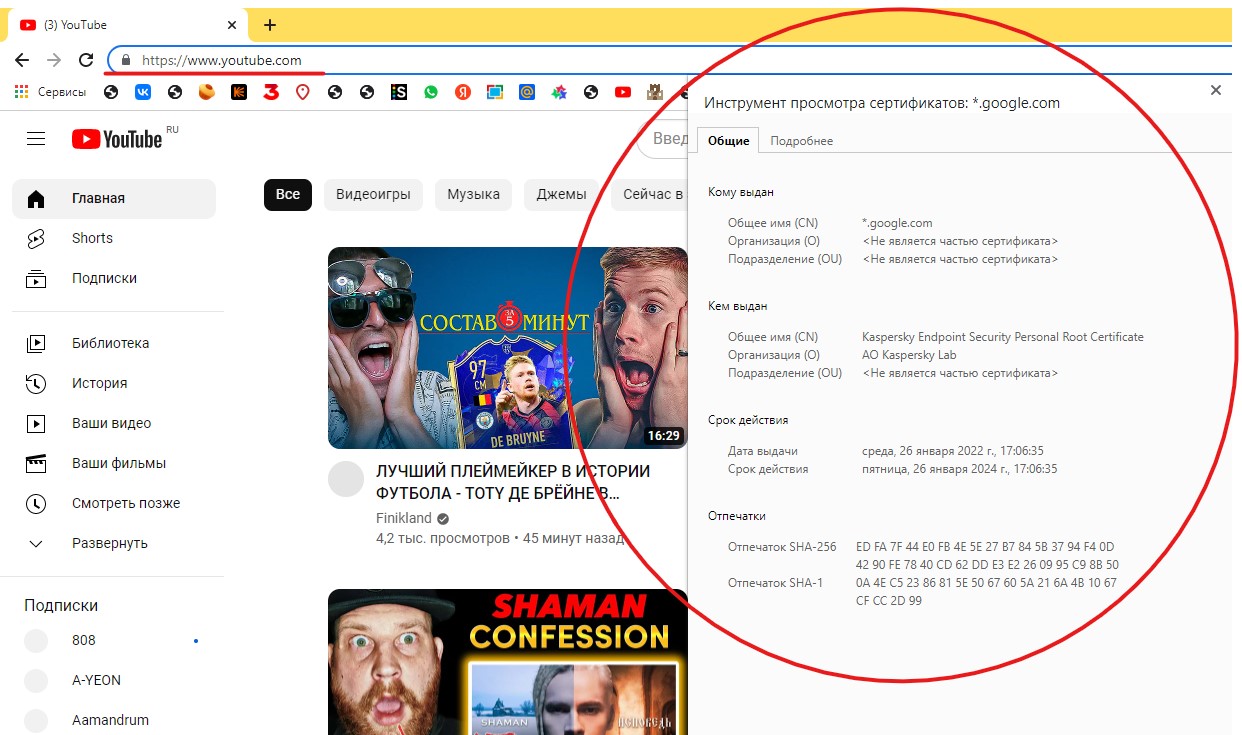 (3) YouTube
https://www.youtube.com
Сервисы
YouTube RU
Введ
Все
Видеоигры
Музыка
Джемы
Сейчас в
Главная
Shorts
Подписки
Библиотека
История
Ваши видео
Ваши фильмы
Смотреть позже
Развернуть
Подписки
808
A-YEON
Aamandrum
СОСТАВ ЗА 5 МИНУТ
97
CM
DE BRUYNE
16:29
ЛУЧШИЙ ПЛЕЙМЕЙКЕР В ИСТОРИИ
ФУТБОЛА - TOTY ДЕ БРЁЙНЕ В...
Finikland
4,2 тыс. просмотров • 45 минут назад
SHAMAN
CONFESSION
SHAMAN
ИСПОВЕДЬ
Инструмент просмотра сертификатов: *.google.com
Общие
Подробнее
Кому выдан
Общее имя (CN) *.google.com
Организация (O) <Не является частью сертификата>
Подразделение (OU) <Не является частью сертификата>
Кем выдан
Общее имя (CN) Kaspersky Endpoint Security Personal Root Certificate
Организация (O) AO Kaspersky Lab
Подразделение (OU) <Не является частью сертификата>
Срок действия
Дата выдачи среда, 26 января 2022 г., 17:06:35
Срок действия пятница, 26 января 2024 г., 17:06:35
Отпечатки
Отпечаток SHA-256 ED FA 7F 44 E0 FB 4E 5E 27 B7 84 5B 37 94 F4 0D
42 90 FE 78 40 CD 62 DD E3 E2 26 09 95 C9 8B 50
Отпечаток SHA-1 0A 4E C5 23 86 81 5E 50 67 60 5A 21 6A 4B 10 67
CF CC 2D 99